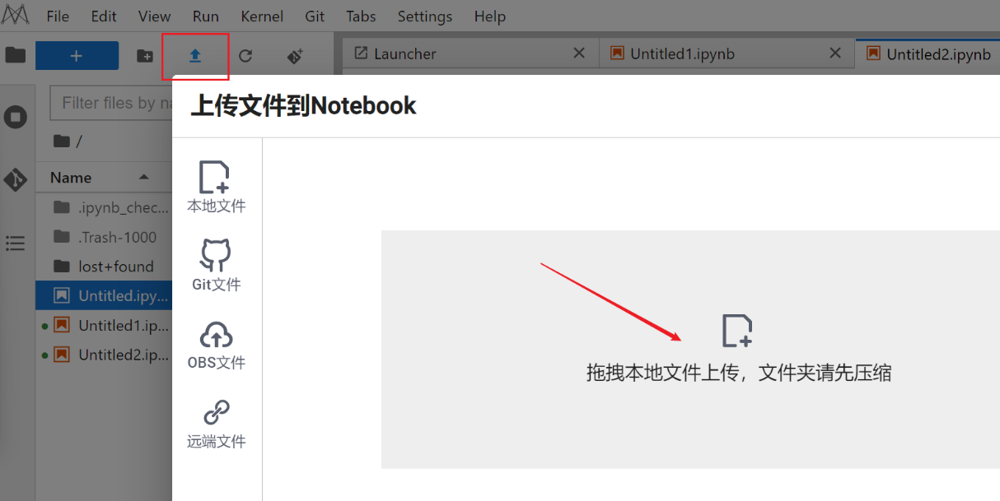 File Edit View Run Kernel Git Tabs Settings Help
Launcher
Untitled1.ipynb
Untitled2.ipynb
Filter files by na
/
Name
.ipynb_chec...
.Trash-1000
lost+found
Untitled.ipy...
Untitled1.ip...
Untitled2.ip...
上传文件到Notebook
本地文件
Git文件
OBS文件
远端文件
拖拽本地文件上传，文件夹请先压缩